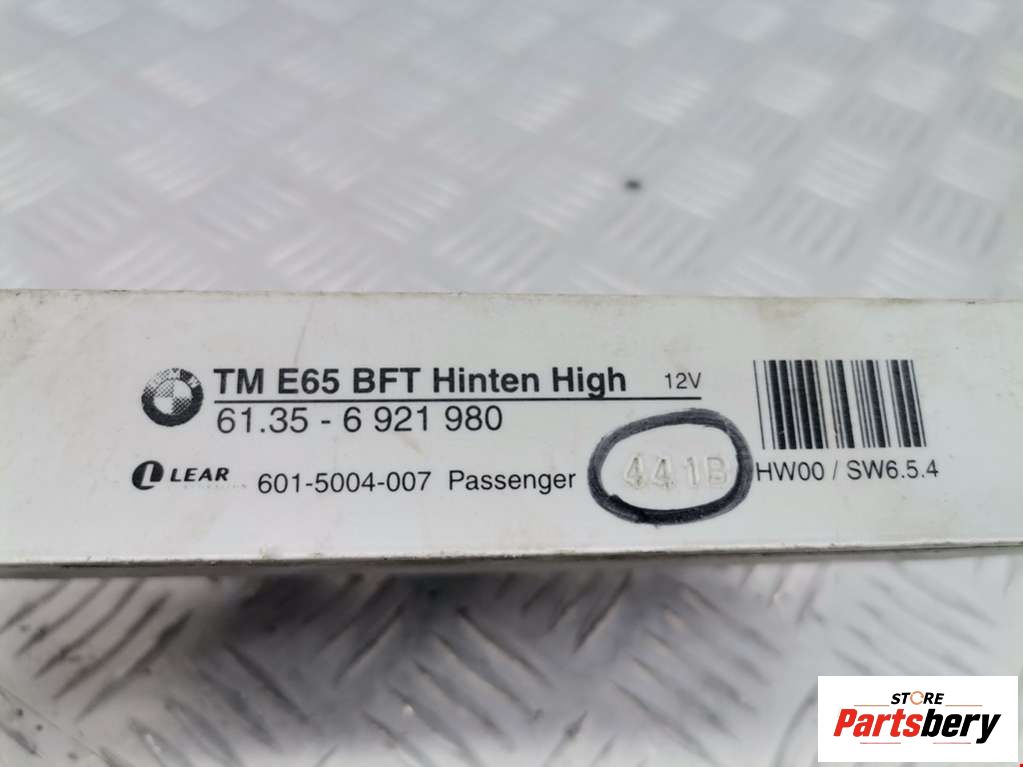 TM E65 BFT Hinten High 12V
61.35 - 6 921 980
LEAR 601-5004-007 Passenger 441B HW00 / SW6.5.4
STORE
Partsbery